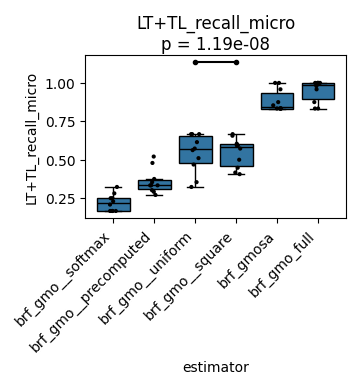 LT+TL_recall_micro
p = 1.19e-08
LT+TL_recall_micro
1.00
0.75
0.50
0.25
brf_gmo__softmax
brf_gmo__precomputed
brf_gmo__uniform
brf_gmo__square
brf_gmosa
brf_gmo_full
estimator